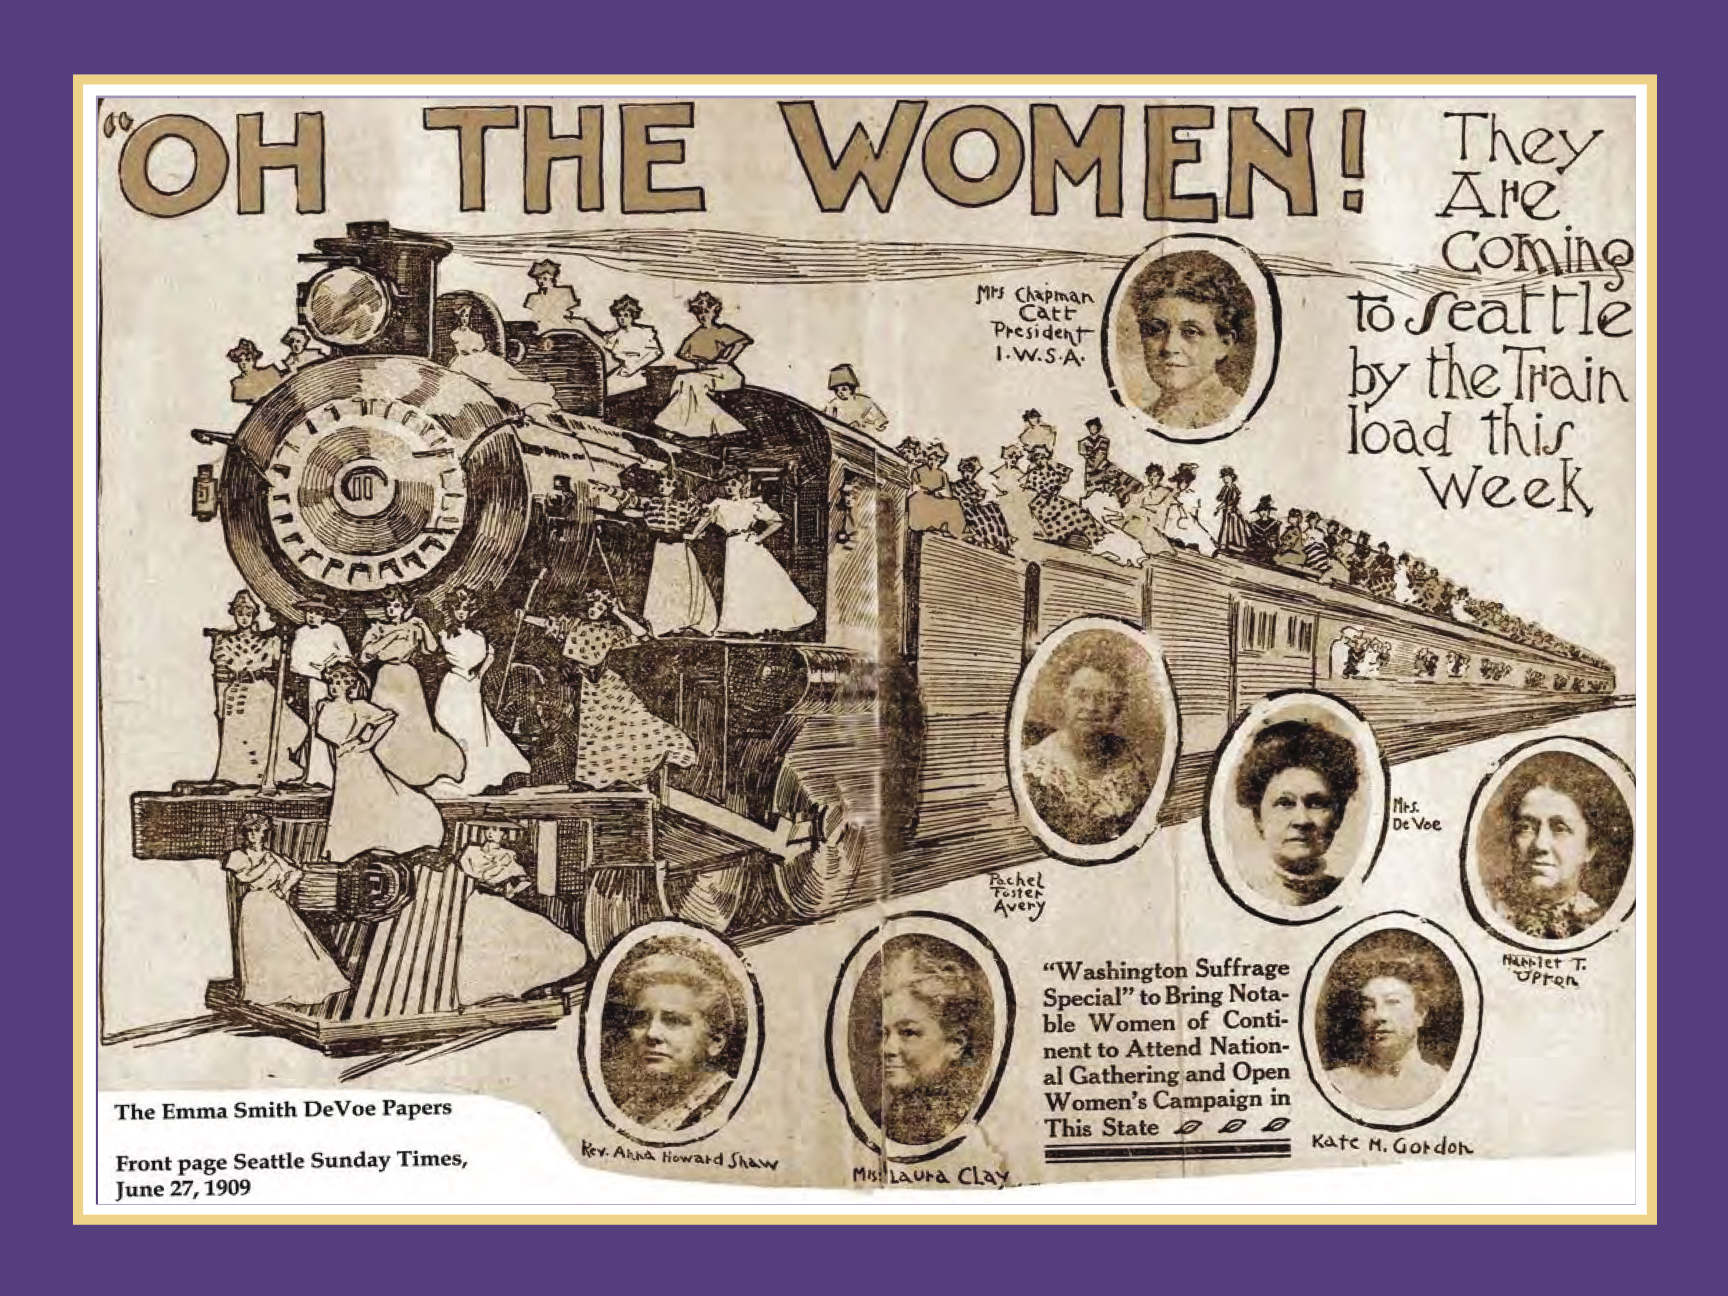 "OH THE WOMEN!
They
Are
Coming
to Seattle
by the Train
load this
Week
Mrs Chapman
Catt
President
I.W.S.A.
Rachel
Foster
Avery
Mrs.
De Voe
Harriet T.
Upton
"Washington Suffrage
Special" to Bring Nota-
ble Women of Conti-
nent to Attend Nation-
al Gathering and Open
Women's Campaign in
This State
Rev. Anna Howard Shaw
Miss Laura Clay
Kate M. Gordon
The Emma Smith DeVoe Papers
Front page Seattle Sunday Times,
June 27, 1909